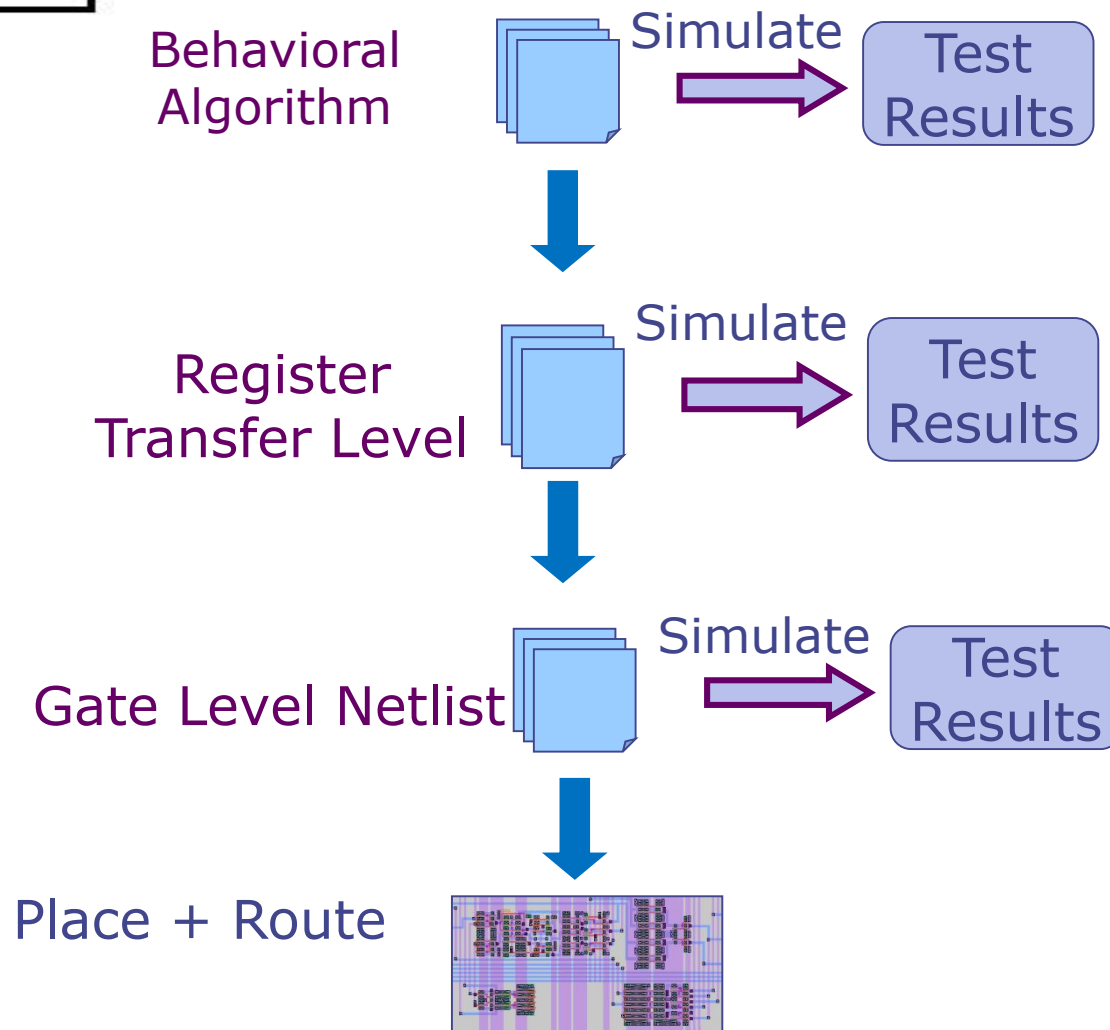 Behavioral
Algorithm
Simulate
Test
Results
Register
Transfer Level
Simulate
Test
Results
Gate Level Netlist
Simulate
Test
Results
Place + Route